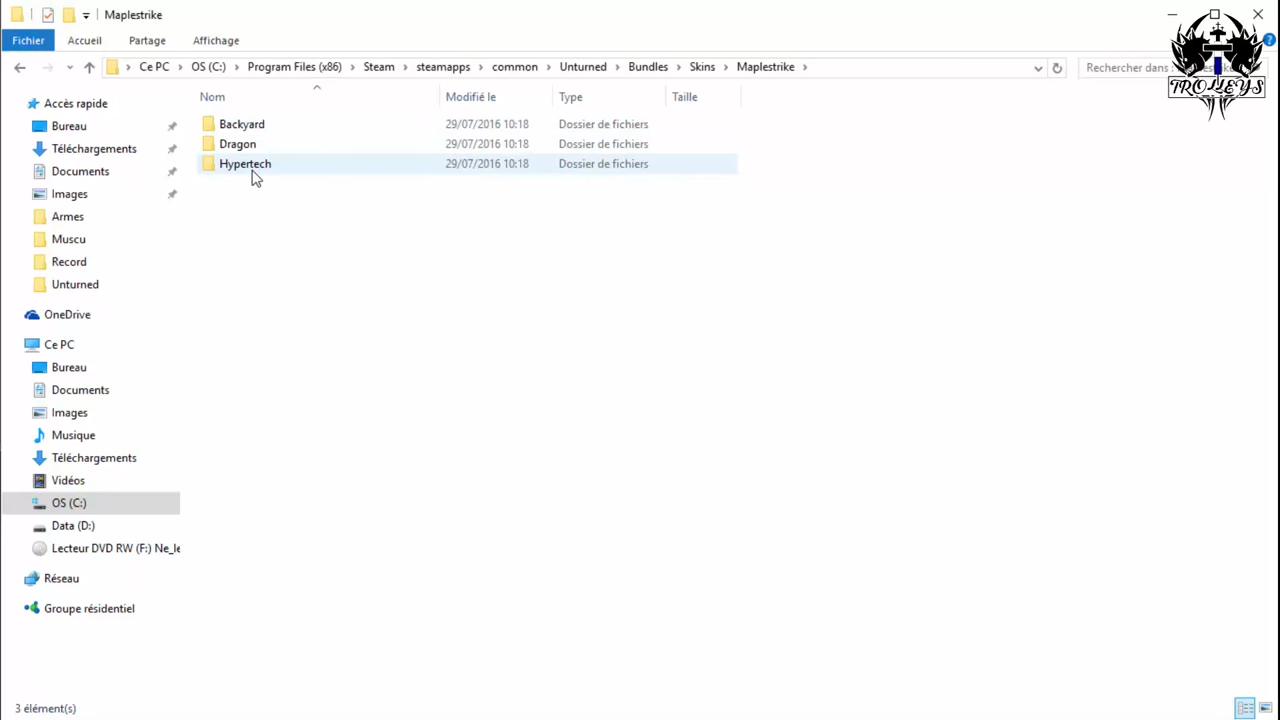 Maplestrike
Fichier Accueil Partage Affichage
Ce PC > OS (C:) > Program Files (x86) > Steam > steamapps > common > Unturned > Bundles > Skins > Maplestrike >
Rechercher dans :
TROLLEYS
Nom Modifié le Type Taille
Backyard 29/07/2016 10:18 Dossier de fichiers
Dragon 29/07/2016 10:18 Dossier de fichiers
Hypertech 29/07/2016 10:18 Dossier de fichiers
Accès rapide
Bureau
Téléchargements
Documents
Images
Armes
Muscu
Record
Unturned
OneDrive
Ce PC
Bureau
Documents
Images
Musique
Téléchargements
Vidéos
OS (C:)
Data (D:)
Lecteur DVD RW (F:) Ne_le
Réseau
Groupe résidentiel
3 élément(s)